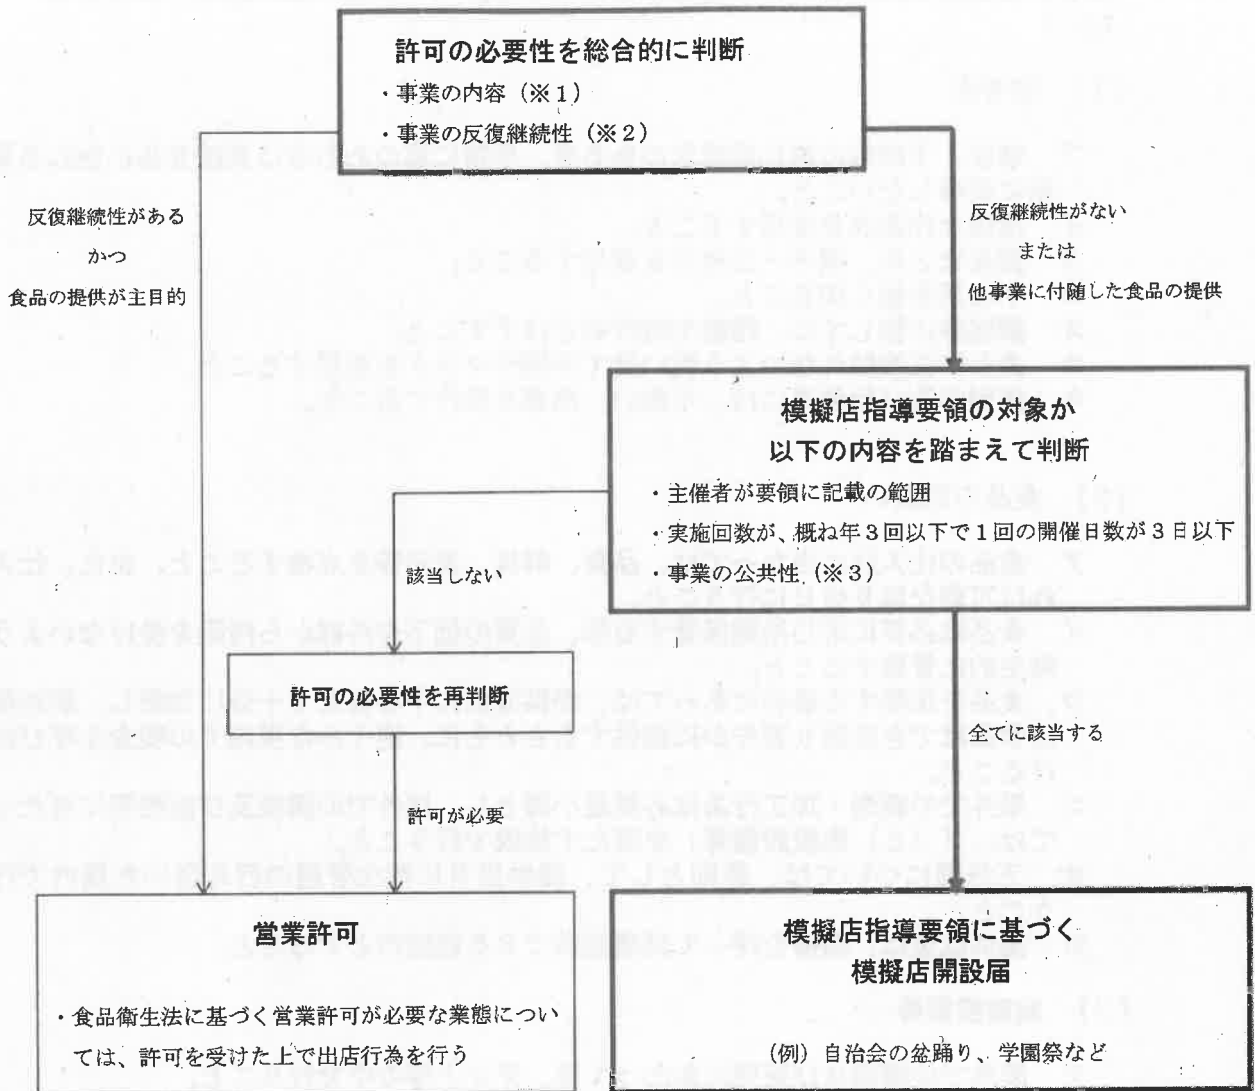 許可の必要性を総合的に判断
・事業の内容（※１）
・事業の反復継続性（※２）
反復継続性がある
かつ
食品の提供が主目的
反復継続性がない
または
他事業に付随した食品の提供
模擬店指導要領の対象か
以下の内容を踏まえて判断
・主催者が要領に記載の範囲
・実施回数が、概ね年３回以下で１回の開催日数が３日以下
・事業の公共性（※３）
該当しない
許可の必要性を再判断
全てに該当する
許可が必要
営業許可
・食品衛生法に基づく営業許可が必要な業態につい
ては、許可を受けた上で出店行為を行う
模擬店指導要領に基づく
模擬店開設届
（例）自治会の盆踊り、学園祭など